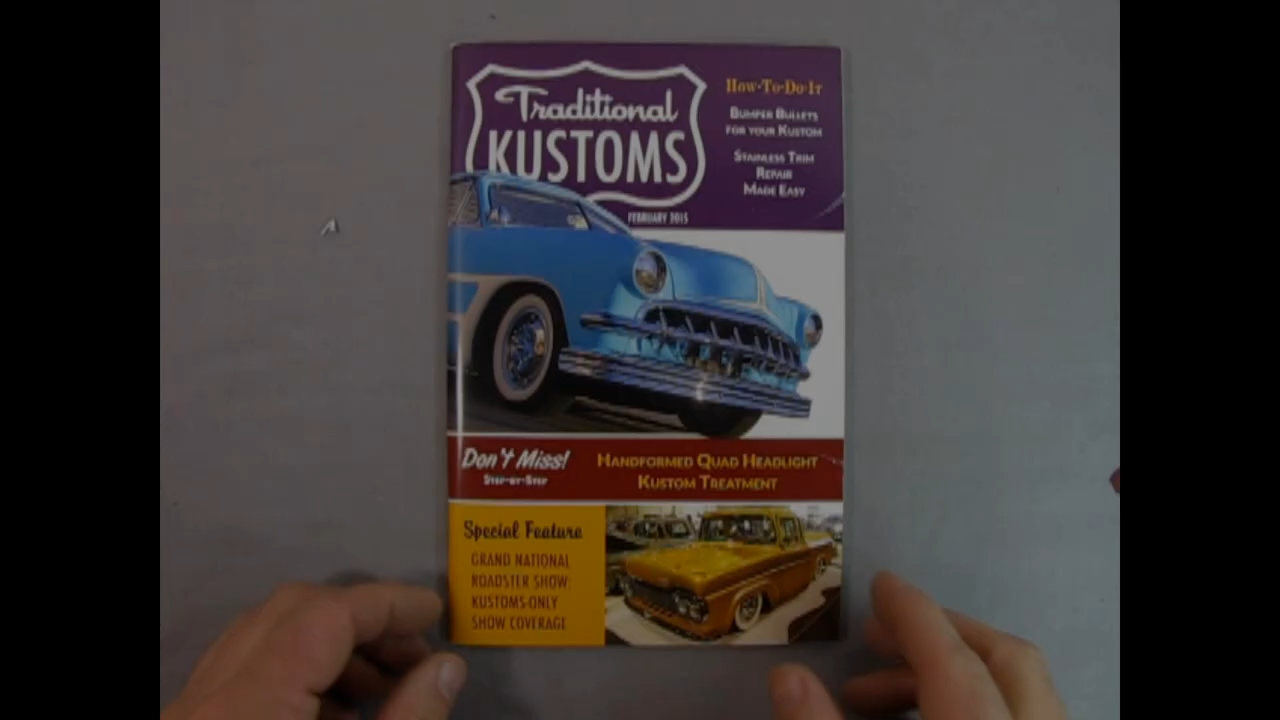 Traditional
KUSTOMS
FEBRUARY 2015
How-To-Do-It
BUMPER BULLETS
FOR YOUR KUSTOM
STAINLESS TRIM
REPAIR
MADE EASY
Don't Miss!
STEP-BY-STEP
HANDFORMED QUAD HEADLIGHT
KUSTOM TREATMENT
Special Feature
GRAND NATIONAL
ROADSTER SHOW:
KUSTOMS-ONLY
SHOW COVERAGE